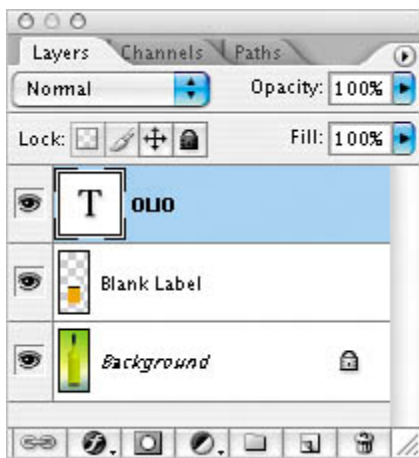 Layers Channels Paths
Normal Opacity: 100%
Lock: Fill: 100%
T OLIO
Blank Label
Background